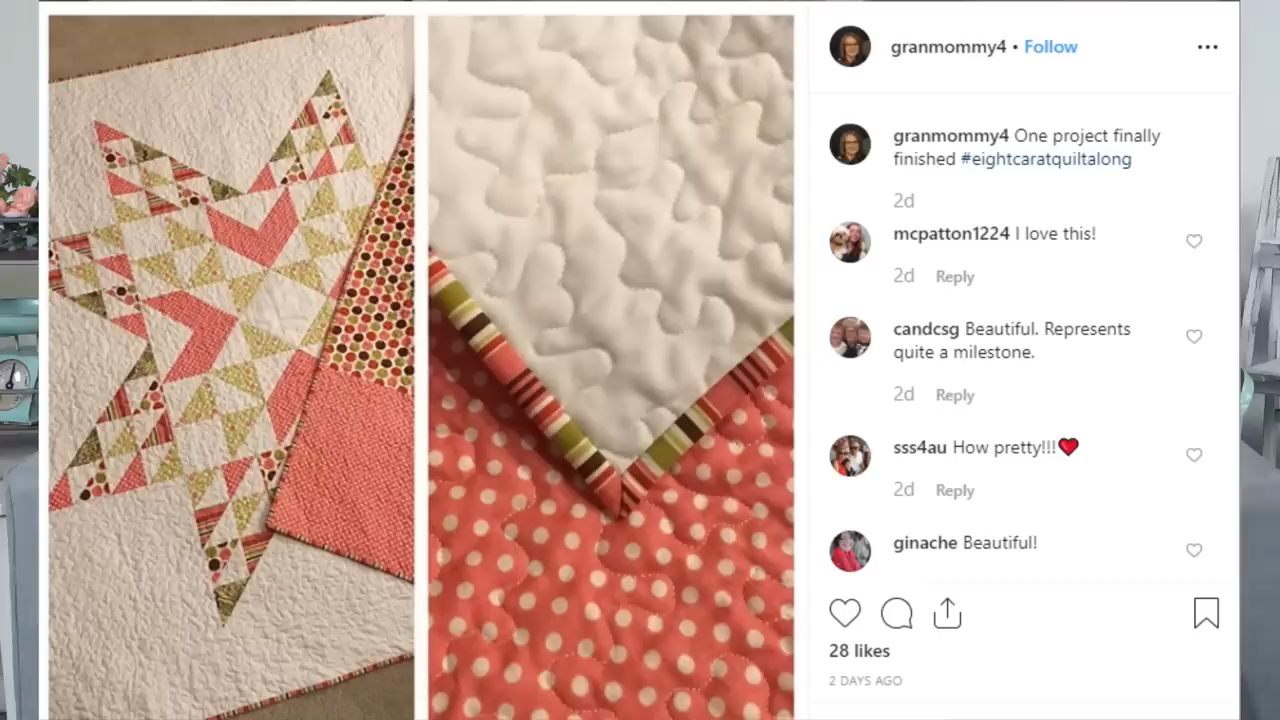 granmommy4 • Follow
granmommy4 One project finally
finished #eightcaratquiltalong
2d
mcpatton1224 I love this!
2d Reply
candcsg Beautiful. Represents
quite a milestone.
2d Reply
sss4au How pretty!!!❤️
2d Reply
ginache Beautiful!
28 likes
2 DAYS AGO